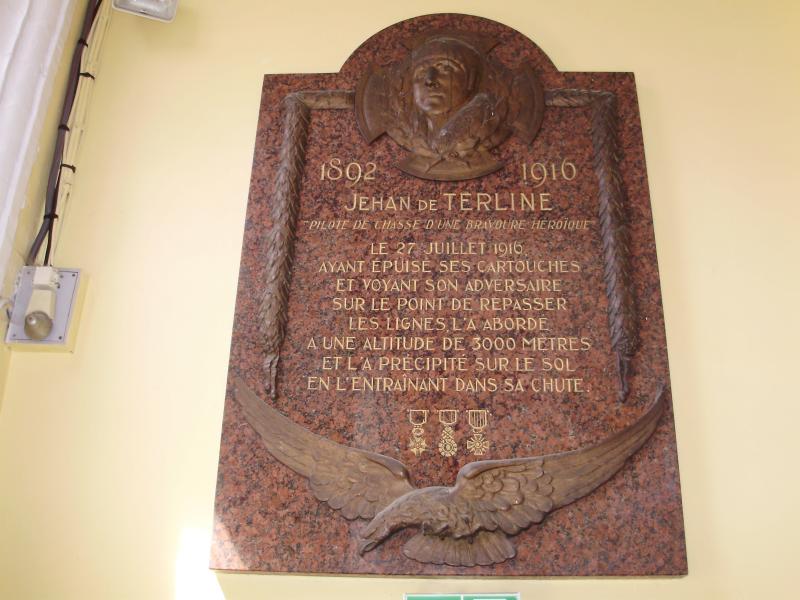 1892 1916
JEHAN DE TERLINE
"PILOTE DE CHASSE D'UNE BRAVOURE HÉROÏQUE"
LE 27 JUILLET 1916,
AYANT ÉPUISÉ SES CARTOUCHES
ET VOYANT SON ADVERSAIRE
SUR LE POINT DE REPASSER
LES LIGNES, L'A ABORDÉ
A UNE ALTITUDE DE 3000 MÈTRES
ET L'A PRÉCIPITÉ SUR LE SOL
EN L'ENTRAÎNANT DANS SA CHUTE.